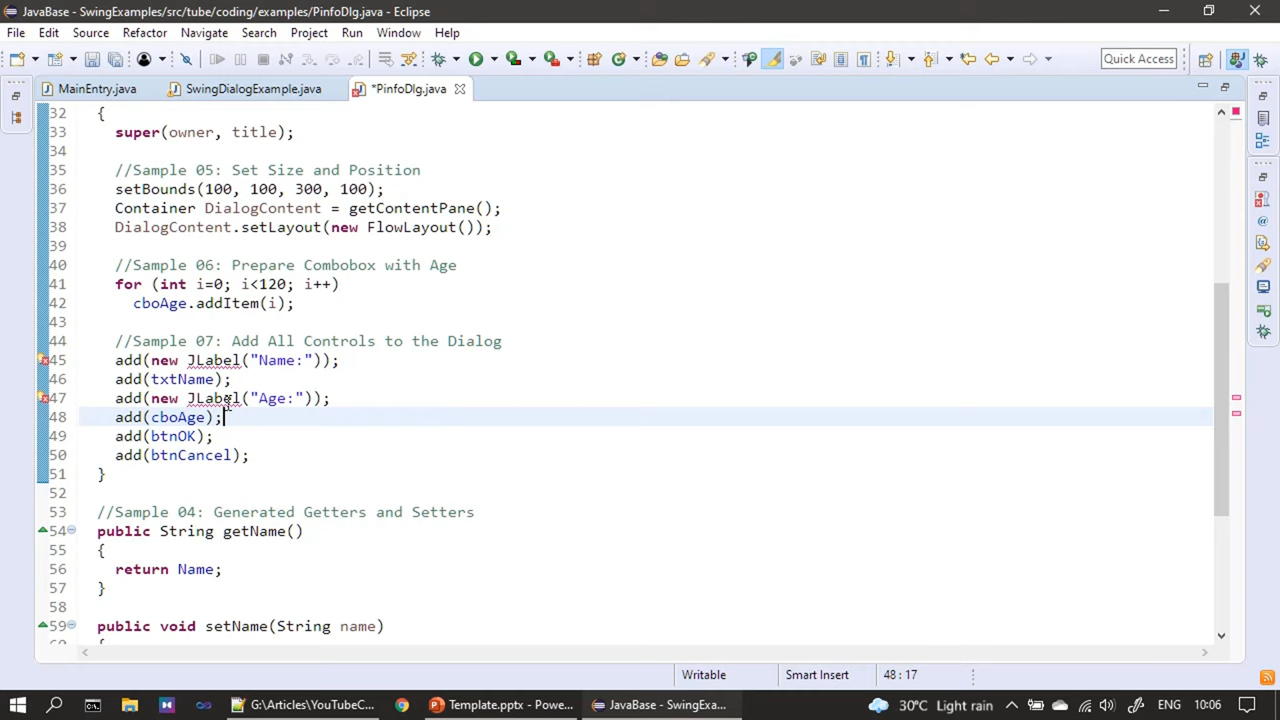 JavaBase - SwingExamples/src/tube/coding/examples/PinfoDlg.java - Eclipse
File Edit Source Refactor Navigate Search Project Run Window Help
Quick Access
MainEntry.java SwingDialogExample.java *PinfoDlg.java
32 {
33 super(owner, title);
34
35 //Sample 05: Set Size and Position
36 setBounds(100, 100, 300, 100);
37 Container DialogContent = getContentPane();
38 DialogContent.setLayout(new FlowLayout());
39
40 //Sample 06: Prepare Combobox with Age
41 for (int i=0; i<120; i++)
42 cboAge.addItem(i);
43
44 //Sample 07: Add All Controls to the Dialog
45 add(new JLabel("Name:"));
46 add(txtName);
47 add(new JLabel("Age:"));
48 add(cboAge);
49 add(btnOK);
50 add(btnCancel);
51 }
52
53 //Sample 04: Generated Getters and Setters
54 public String getName()
55 {
56 return Name;
57 }
58
59 public void setName(String name)
60 {
Writable Smart Insert 48 : 17
G:\Articles\YouTubeC... Template.pptx - Powe... JavaBase - SwingExa... 30°C Light rain ENG 10:06